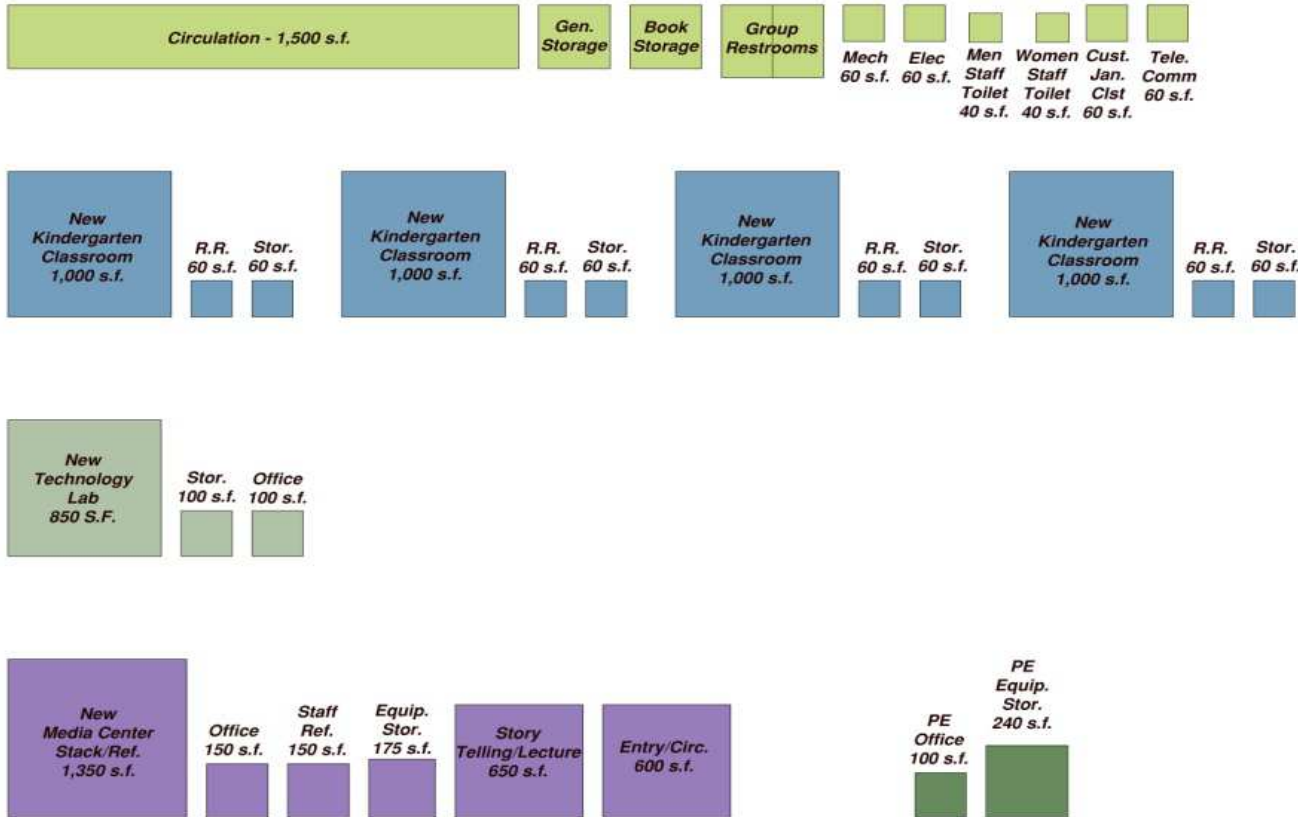 Circulation - 1,500 s.f.
Gen.
Storage
Book
Storage
Group
Restrooms
Mech
60 s.f.
Elec
60 s.f.
Men
Staff
Toilet
40 s.f.
Women
Staff
Toilet
40 s.f.
Cust.
Jan.
Clst
60 s.f.
Tele.
Comm
60 s.f.
New
Kindergarten
Classroom
1,000 s.f.
R.R.
60 s.f.
Stor.
60 s.f.
New
Kindergarten
Classroom
1,000 s.f.
R.R.
60 s.f.
Stor.
60 s.f.
New
Kindergarten
Classroom
1,000 s.f.
R.R.
60 s.f.
Stor.
60 s.f.
New
Kindergarten
Classroom
1,000 s.f.
R.R.
60 s.f.
Stor.
60 s.f.
New
Technology
Lab
850 S.F.
Stor.
100 s.f.
Office
100 s.f.
New
Media Center
Stack/Ref.
1,350 s.f.
Office
150 s.f.
Staff
Ref.
150 s.f.
Equip.
Stor.
175 s.f.
Story
Telling/Lecture
650 s.f.
Entry/Circ.
600 s.f.
PE
Office
100 s.f.
PE
Equip.
Stor.
240 s.f.